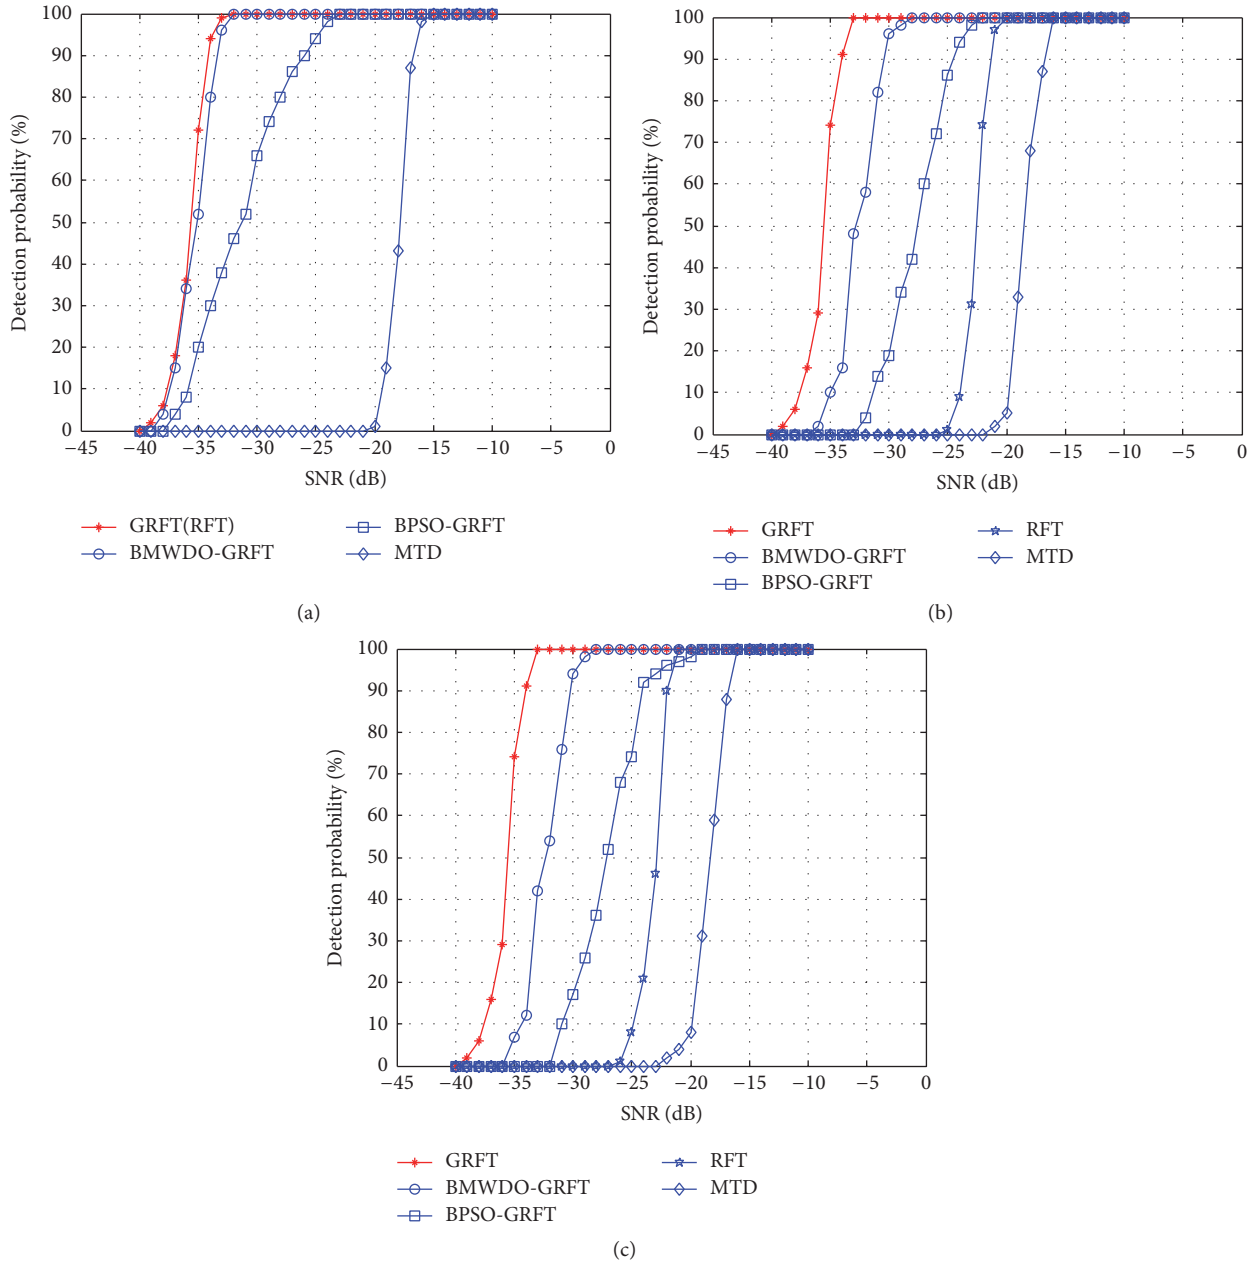 100
90
80
70
60
50
40
30
20
10
0
Detection probability (%)
−45 −40 −35 −30 −25 −20 −15 −10 −5 0
SNR (dB)
GRFT(RFT)
BMWDO-GRFT
BPSO-GRFT
MTD
(a)
100
90
80
70
60
50
40
30
20
10
0
Detection probability (%)
−45 −40 −35 −30 −25 −20 −15 −10 −5 0
SNR (dB)
GRFT
BMWDO-GRFT
BPSO-GRFT
RFT
MTD
(b)
100
90
80
70
60
50
40
30
20
10
0
Detection probability (%)
−45 −40 −35 −30 −25 −20 −15 −10 −5 0
SNR (dB)
GRFT
BMWDO-GRFT
BPSO-GRFT
RFT
MTD
(c)